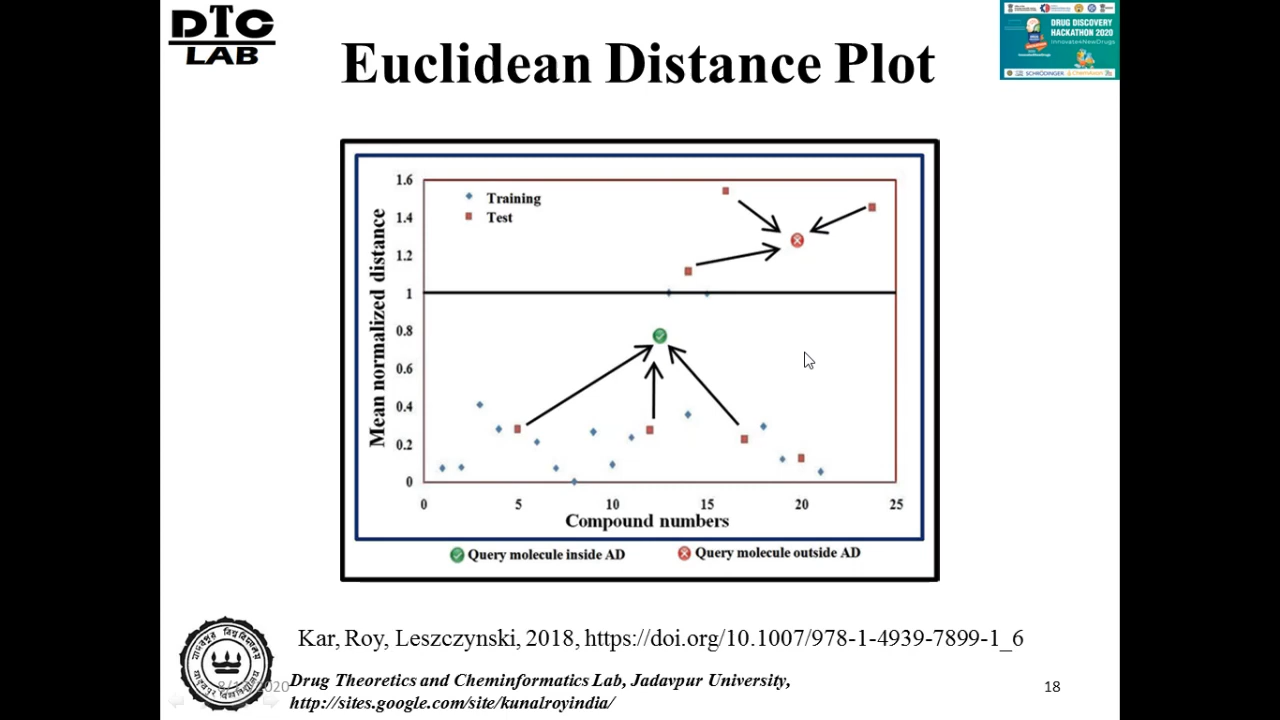 DTC
LAB
Euclidean Distance Plot
DRUG DISCOVERY
HACKATHON 2020
SCHRÖDINGER
Mean normalized distance
1.6
1.4
1.2
1
0.8
0.6
0.4
0.2
0
Training
Test
0 5 10 15 20 25
Compound numbers
Query molecule inside AD Query molecule outside AD
Kar, Roy, Leszczynski, 2018, https://doi.org/10.1007/978-1-4939-7899-1_6
Drug Theoretics and Cheminformatics Lab, Jadavpur University,
http://sites.google.com/site/kunalroyindia/
18